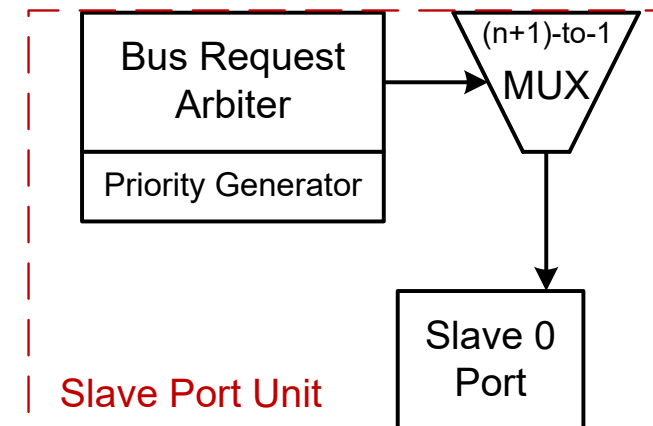 Bus Request
Arbiter
Priority Generator
(n+1)-to-1
MUX
Slave 0
Port
Slave Port Unit